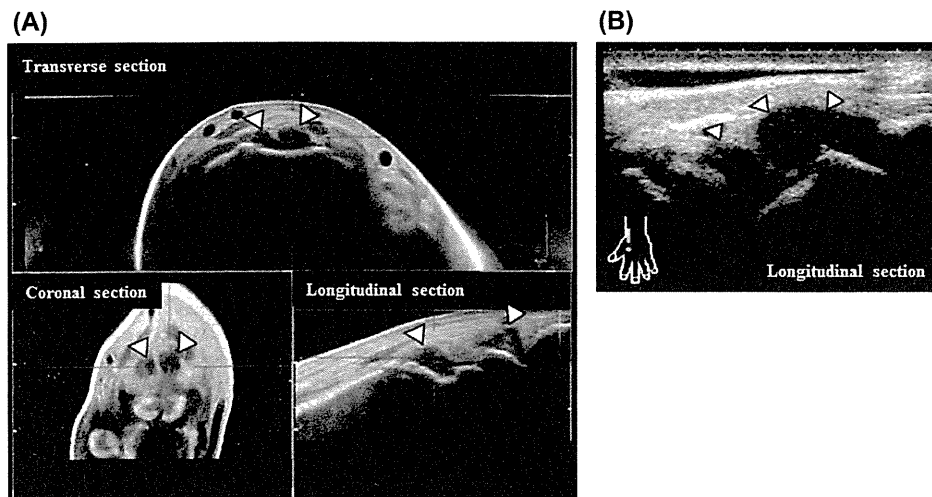 (A)
Transverse section
Coronal section
Longitudinal section
(B)
Longitudinal section